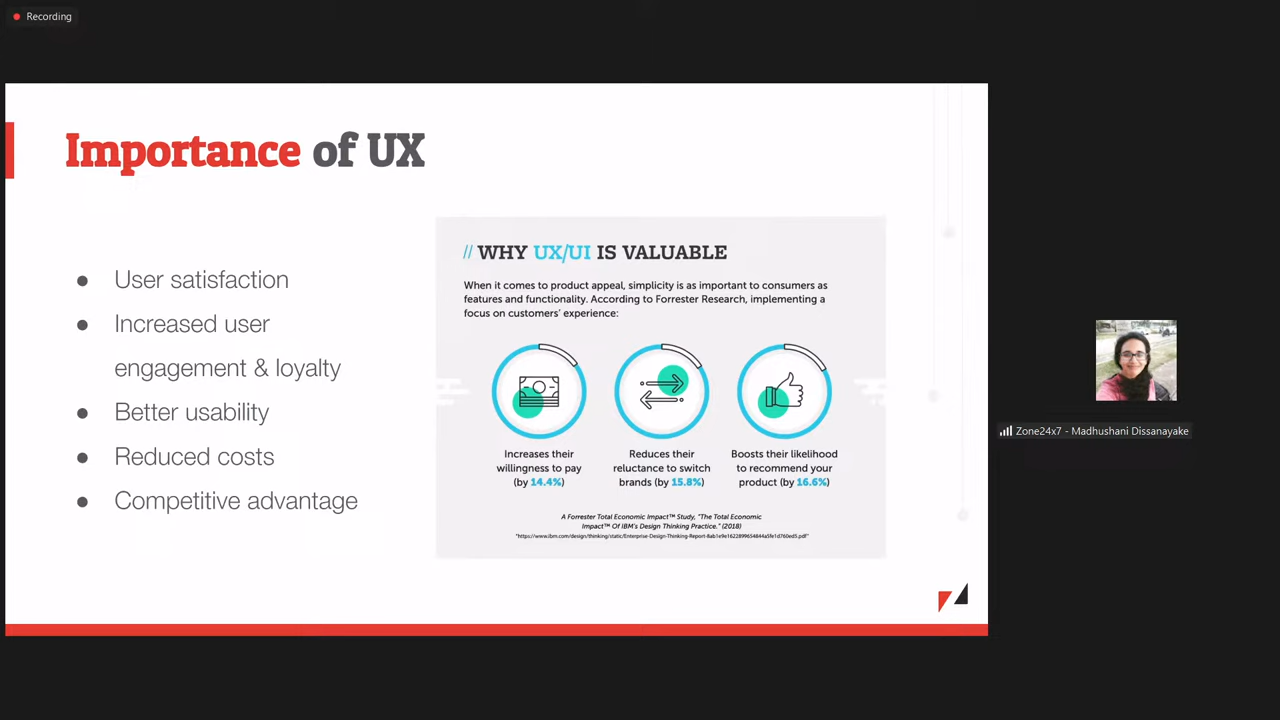 Recording
Importance of UX
● User satisfaction
● Increased user
engagement & loyalty
● Better usability
● Reduced costs
● Competitive advantage
// WHY UX/UI IS VALUABLE
When it comes to product appeal, simplicity is as important to consumers as
features and functionality. According to Forrester Research, implementing a
focus on customers' experience:
Increases their
willingness to pay
(by 14.4%)
Reduces their
reluctance to switch
brands (by 15.8%)
Boosts their likelihood
to recommend your
product (by 16.6%)
A Forrester Total Economic Impact™ Study, "The Total Economic
Impact™ Of IBM's Design Thinking Practice." (2018)
Zone24x7 - Madhushani Dissanayake